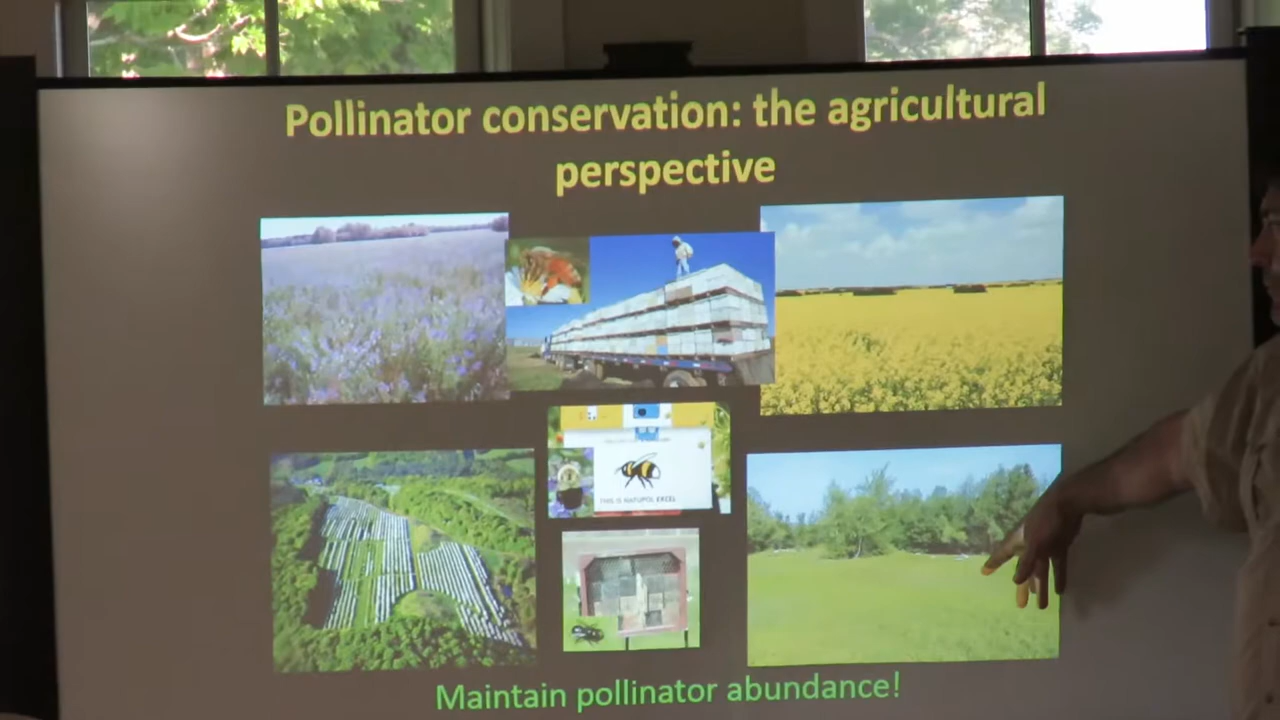 Pollinator conservation: the agricultural
perspective
THIS IS NATUPOL EXCEL
Maintain pollinator abundance!